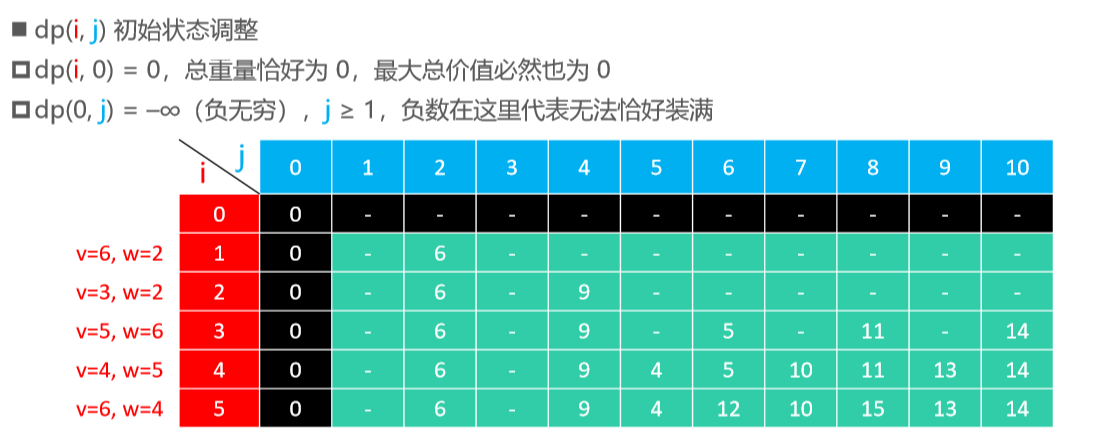 dp(i, j) 初始状态调整
dp(i, 0) = 0，总重量恰好为 0，最大总价值必然也为 0
dp(0, j) = –∞（负无穷），j ≥ 1，负数在这里代表无法恰好装满
i j 0 1 2 3 4 5 6 7 8 9 10
0 0 - - - - - - - - - -
v=6, w=2 1 0 - 6 - - - - - - - -
v=3, w=2 2 0 - 6 - 9 - - - - - -
v=5, w=6 3 0 - 6 - 9 - 5 - 11 - 14
v=4, w=5 4 0 - 6 - 9 4 5 10 11 13 14
v=6, w=4 5 0 - 6 - 9 4 12 10 15 13 14